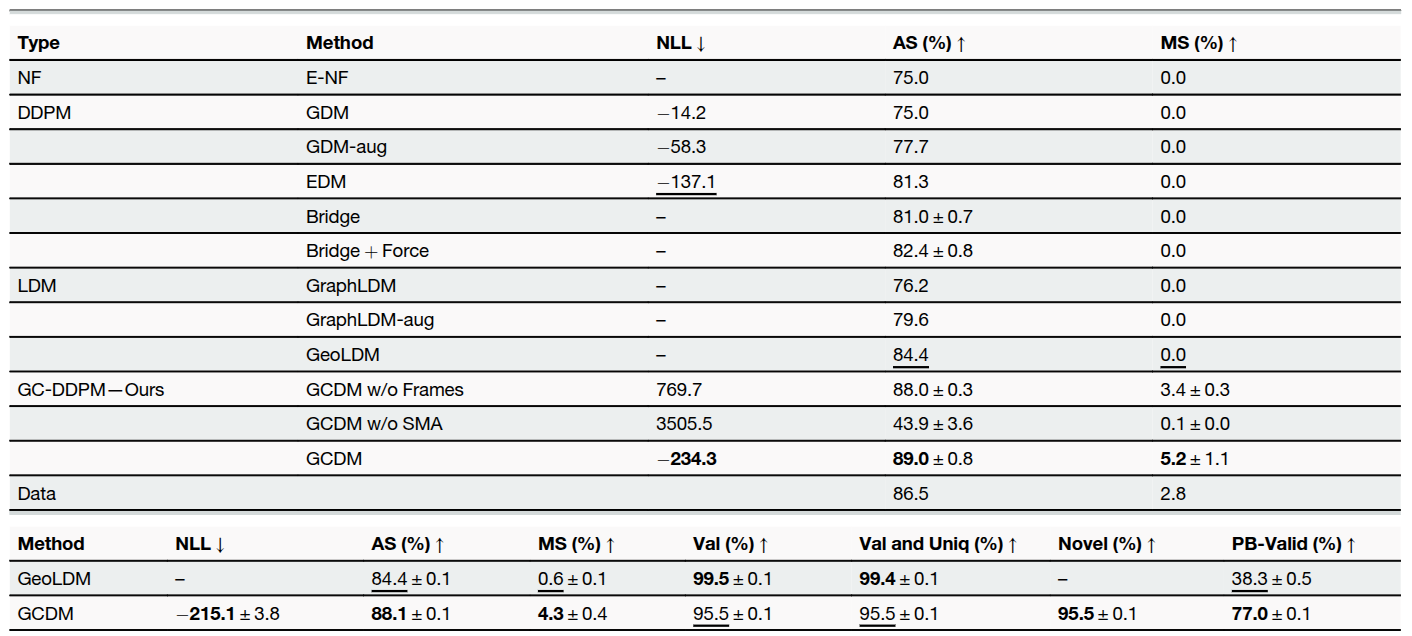 Type Method NLL ↓ AS (%) ↑ MS (%) ↑
NF E-NF – 75.0 0.0
DDPM GDM −14.2 75.0 0.0
GDM-aug −58.3 77.7 0.0
EDM −137.1 81.3 0.0
Bridge – 81.0 ± 0.7 0.0
Bridge + Force – 82.4 ± 0.8 0.0
LDM GraphLDM – 76.2 0.0
GraphLDM-aug – 79.6 0.0
GeoLDM – 84.4 0.0
GC-DDPM—Ours GCDM w/o Frames 769.7 88.0 ± 0.3 3.4 ± 0.3
GCDM w/o SMA 3505.5 43.9 ± 3.6 0.1 ± 0.0
GCDM −234.3 89.0 ± 0.8 5.2 ± 1.1
Data 86.5 2.8
Method NLL ↓ AS (%) ↑ MS (%) ↑ Val (%) ↑ Val and Uniq (%) ↑ Novel (%) ↑ PB-Valid (%) ↑
GeoLDM – 84.4 ± 0.1 0.6 ± 0.1 99.5 ± 0.1 99.4 ± 0.1 – 38.3 ± 0.5
GCDM −215.1 ± 3.8 88.1 ± 0.1 4.3 ± 0.4 95.5 ± 0.1 95.5 ± 0.1 95.5 ± 0.1 77.0 ± 0.1